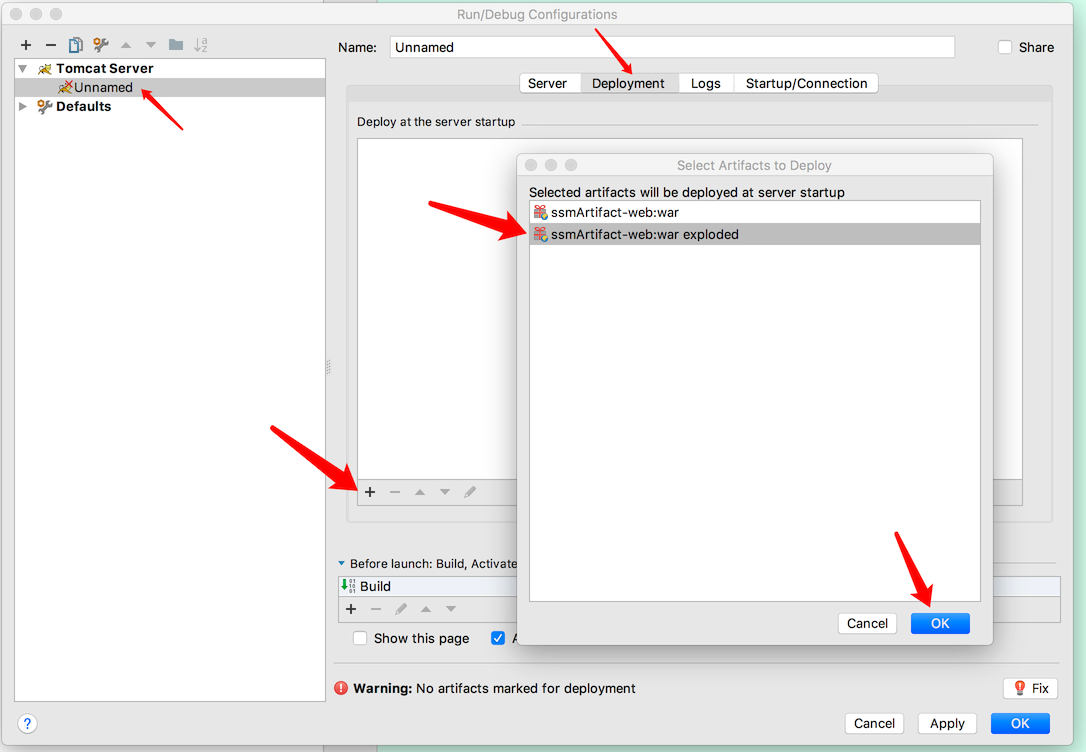 Run/Debug Configurations
Name: Unnamed Share
Tomcat Server
Unnamed
Defaults
Server Deployment Logs Startup/Connection
Deploy at the server startup
Select Artifacts to Deploy
Selected artifacts will be deployed at server startup
ssmArtifact-web:war
ssmArtifact-web:war exploded
Cancel OK
Before launch: Build, Activate
Build
Show this page A
Warning: No artifacts marked for deployment
Fix
? Cancel Apply OK